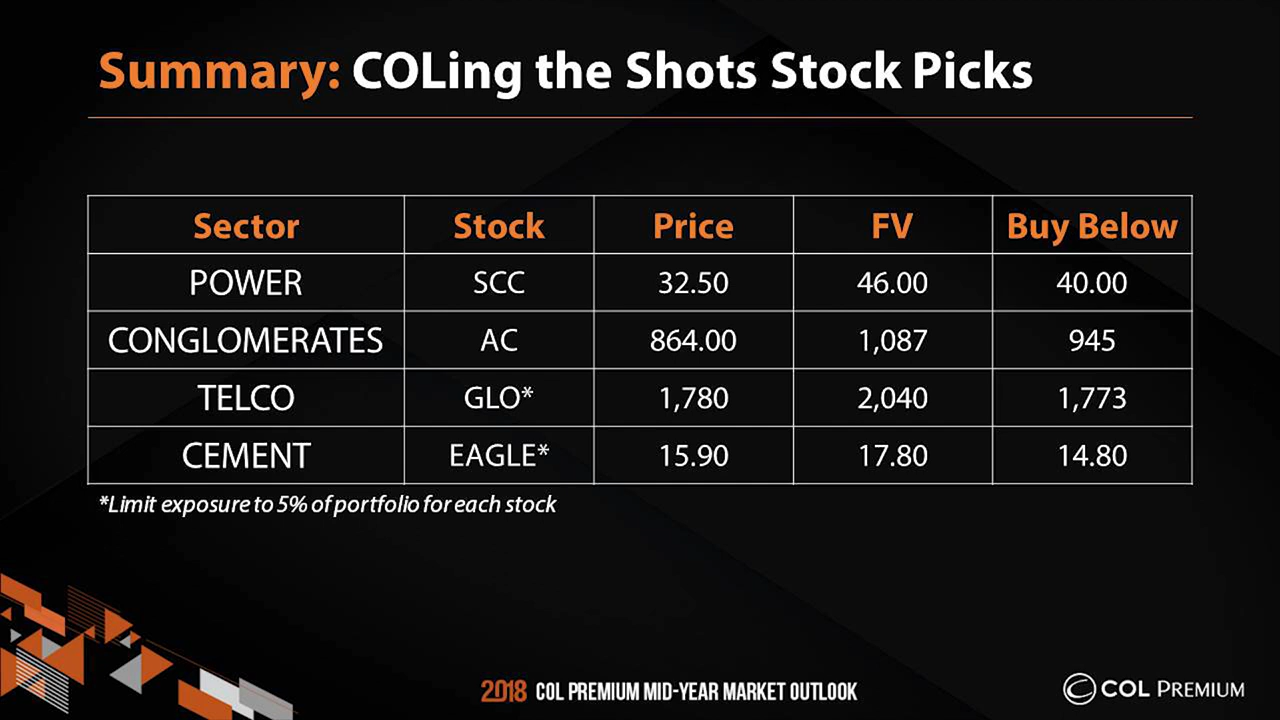 Summary: COLing the Shots Stock Picks
Sector Stock Price FV Buy Below
POWER SCC 32.50 46.00 40.00
CONGLOMERATES AC 864.00 1,087 945
TELCO GLO* 1,780 2,040 1,773
CEMENT EAGLE* 15.90 17.80 14.80
*Limit exposure to 5% of portfolio for each stock
2018 COL PREMIUM MID-YEAR MARKET OUTLOOK
COL PREMIUM